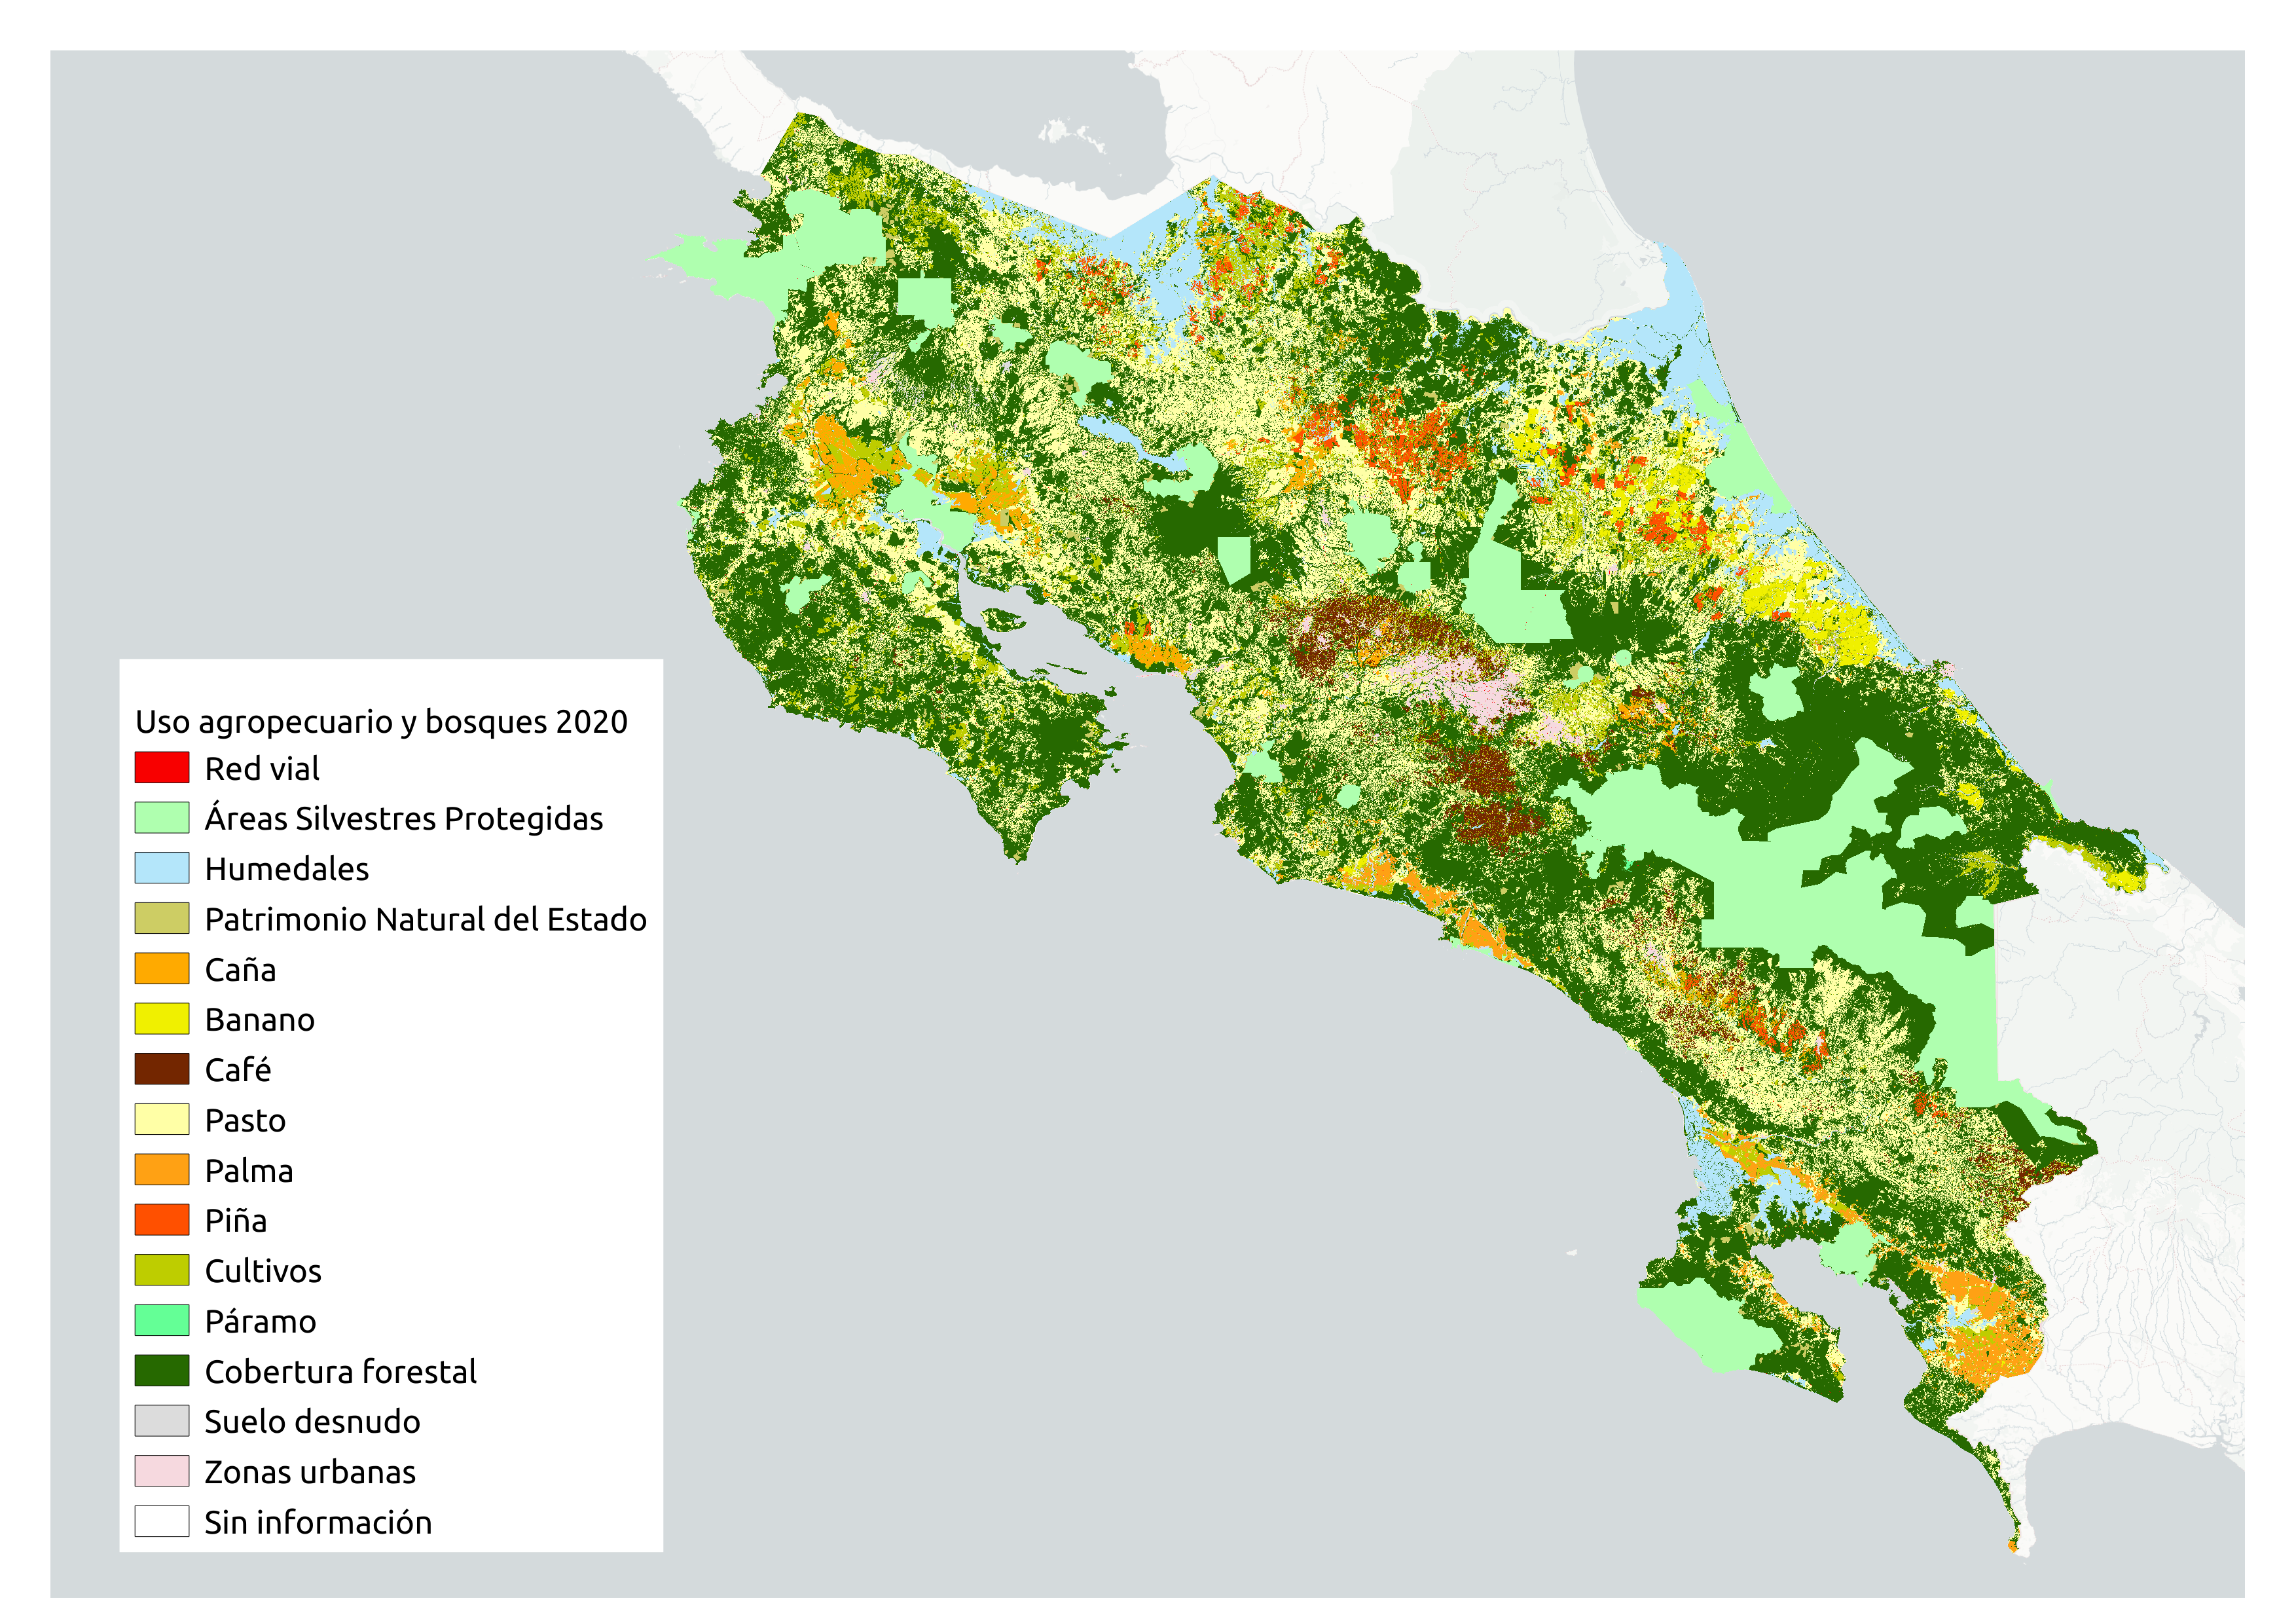 Uso agropecuario y bosques 2020
Red vial
Áreas Silvestres Protegidas
Humedales
Patrimonio Natural del Estado
Caña
Banano
Café
Pasto
Palma
Piña
Cultivos
Páramo
Cobertura forestal
Suelo desnudo
Zonas urbanas
Sin información